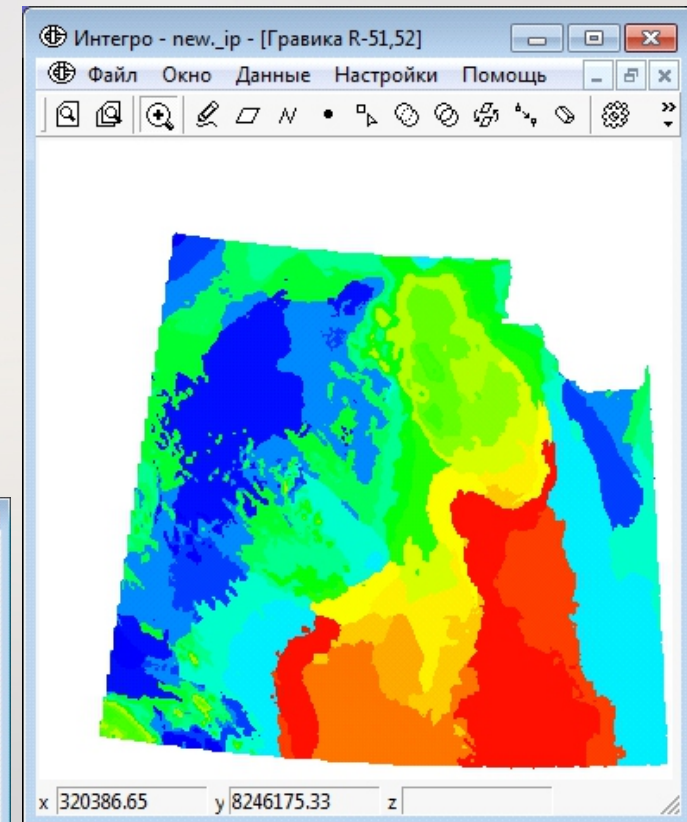 Интегро - new._ip - [Гравика R-51,52]
Файл Окно Данные Настройки Помощь
x 320386.65 y 8246175.33 z